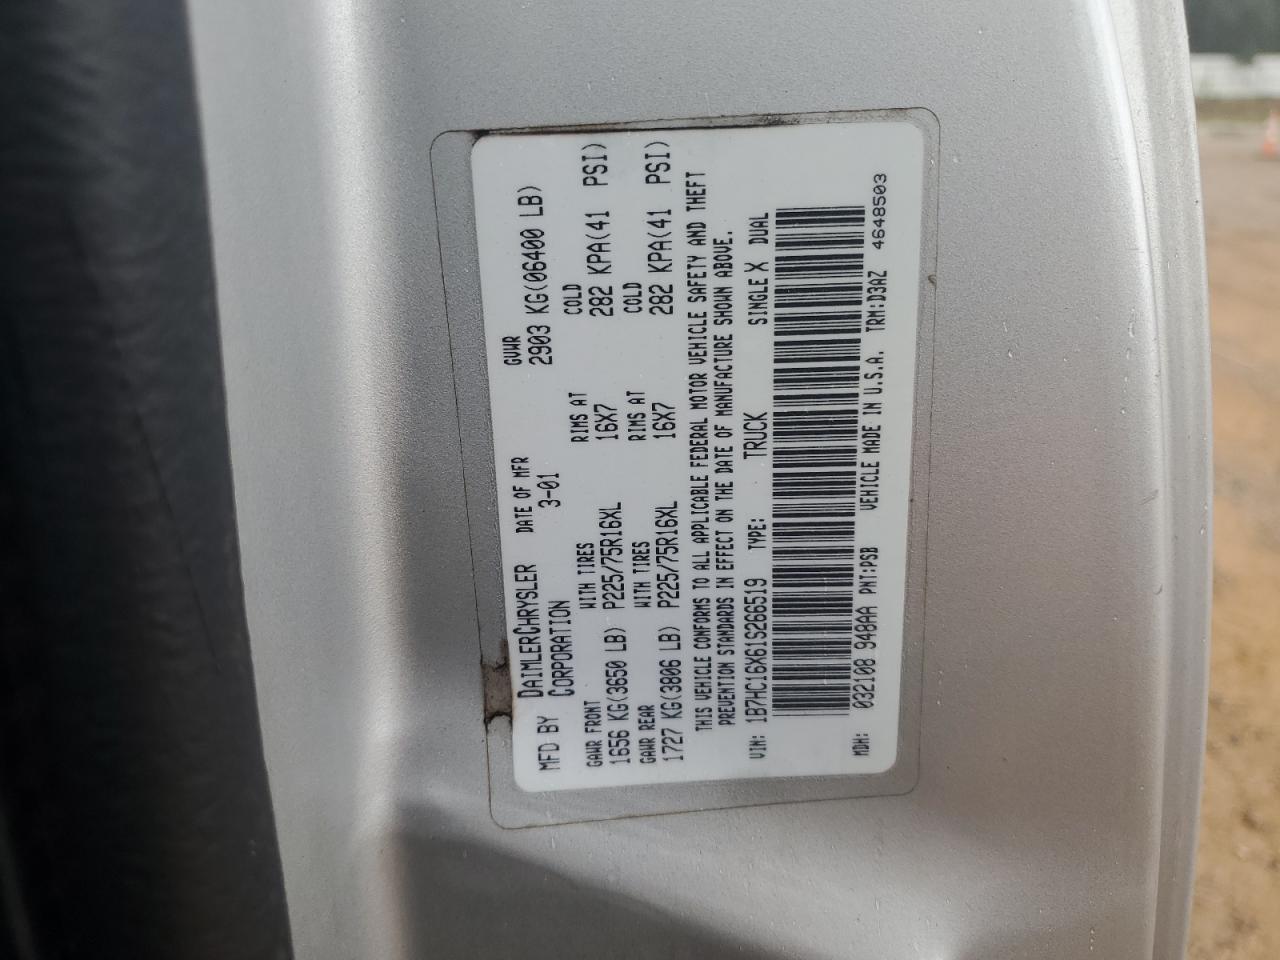 MFD BY DAIMLERCHRYSLER CORPORATION DATE OF MFR 3-01 GVWR 2903 KG(06400 LB)
GAWR FRONT WITH TIRES RIMS AT COLD
1656 KG(3650 LB) P225/75R16XL 16X7 282 KPA(41 PSI)
GAWR REAR WITH TIRES RIMS AT COLD
1727 KG(3806 LB) P225/75R16XL 16X7 282 KPA(41 PSI)
THIS VEHICLE CONFORMS TO ALL APPLICABLE FEDERAL MOTOR VEHICLE SAFETY AND THEFT
PREVENTION STANDARDS IN EFFECT ON THE DATE OF MANUFACTURE SHOWN ABOVE.
VIN: 1B7HC16X61S266519 TYPE: TRUCK SINGLE X DUAL
MDH: 032108 948AA PNT:PSB VEHICLE MADE IN U.S.A. TRM:D3AZ 4648503